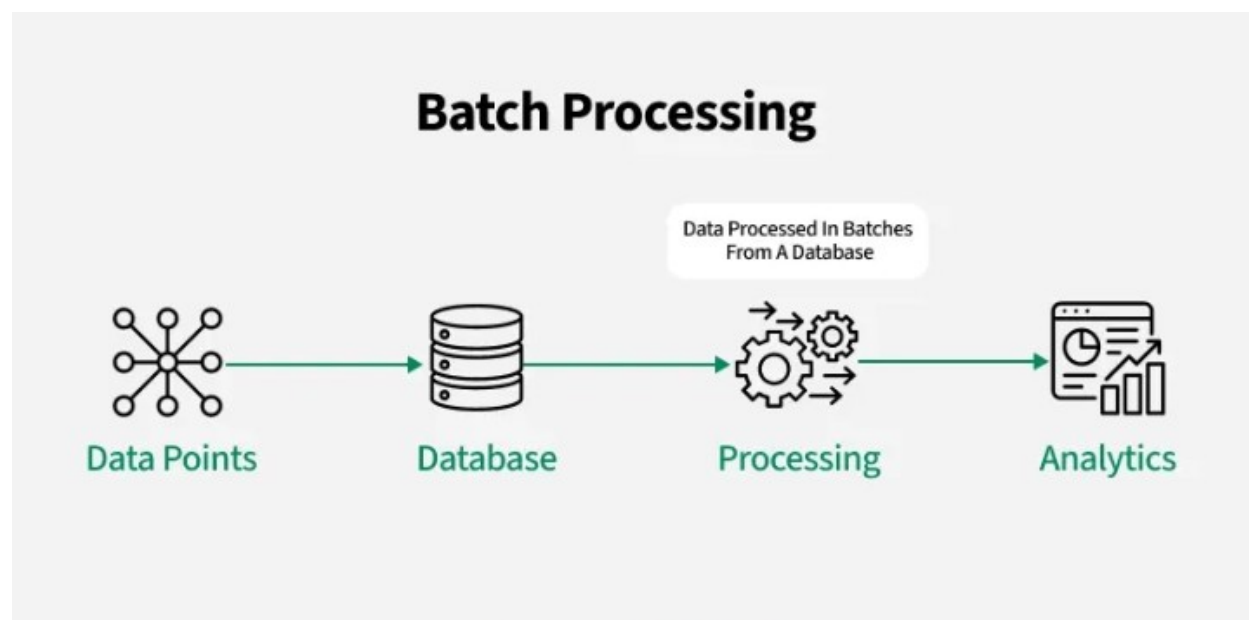 Batch Processing
Data Processed In Batches
From A Database
Data Points
Database
Processing
Analytics